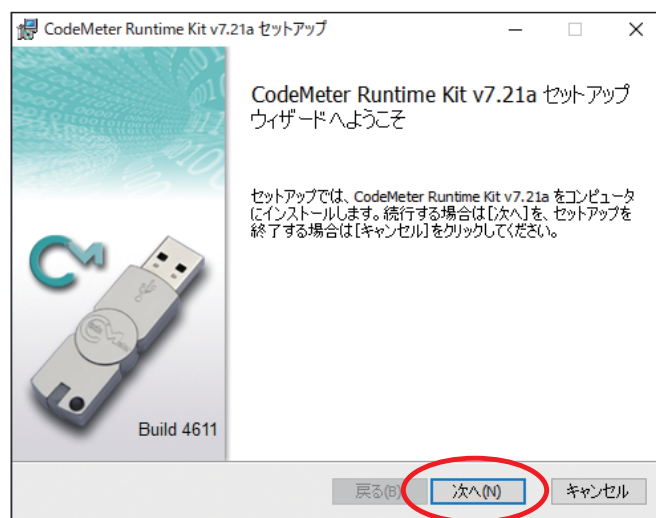 CodeMeter Runtime Kit v7.21a セットアップ
CodeMeter Runtime Kit v7.21a セットアップ
ウィザードへようこそ
セットアップでは、CodeMeter Runtime Kit v7.21a をコンピュータ
にインストールします。続行する場合は[次へ]を、セットアップを
終了する場合は[キャンセル]をクリックしてください。
Build 4611
戻る(B)
次へ(N)
キャンセル